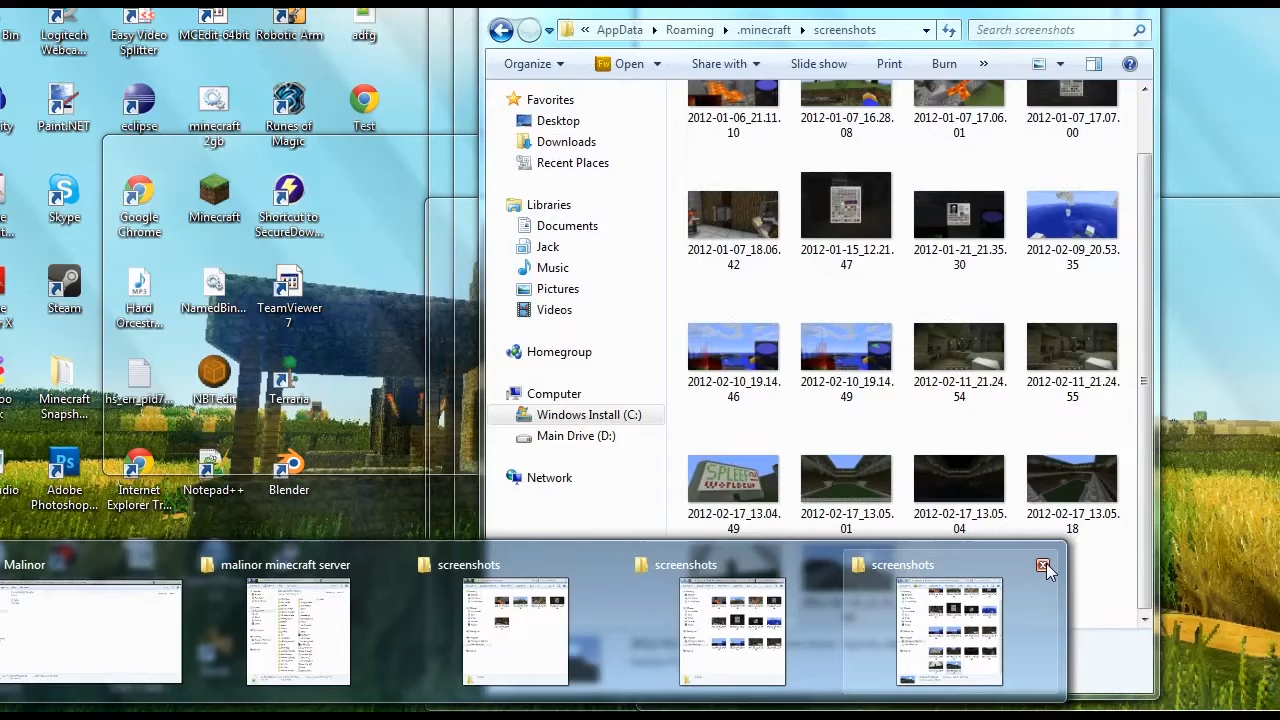 Bin
Logitech
Webca...
Easy Video
Splitter
MCEdit-64bit
Robotic Arm
adfg
Paint.NET
eclipse
minecraft
2gb
Runes of
Magic
Test
Skype
Google
Chrome
Minecraft
Shortcut to
SecureDow...
Steam
Hard
Orcestr...
NamedBin...
TeamViewer
7
Minecraft
Snapsh...
hs_err_pid7...
NBTedit
Terraria
Adobe
Photoshop...
Internet
Explorer Tr...
Notepad++
Blender
« AppData Roaming .minecraft screenshots
Search screenshots
Organize Open Share with Slide show Print Burn »
Favorites
Desktop
Downloads
Recent Places
Libraries
Documents
Jack
Music
Pictures
Videos
Homegroup
Computer
Windows Install (C:)
Main Drive (D:)
Network
2012-01-06_21.11.
10
2012-01-07_16.28.
08
2012-01-07_17.06.
01
2012-01-07_17.07.
00
2012-01-07_18.06.
42
2012-01-15_12.21.
47
2012-01-21_21.35.
30
2012-02-09_20.53.
35
2012-02-10_19.14.
46
2012-02-10_19.14.
49
2012-02-11_21.24.
54
2012-02-11_21.24.
55
2012-02-17_13.04.
49
2012-02-17_13.05.
01
2012-02-17_13.05.
04
2012-02-17_13.05.
18
Malinor
malinor minecraft server
screenshots
screenshots
screenshots